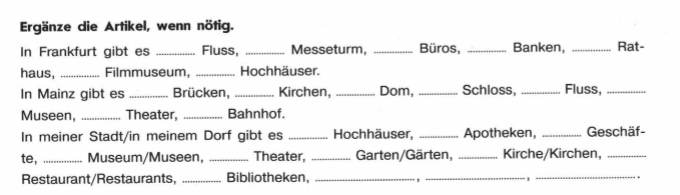 Ergänze die Artikel, wenn nötig.
In Frankfurt gibt es ............. Fluss, ............. Messeturm, ............. Büros, ............. Banken, ............. Rat-
haus, ............. Filmmuseum, ............. Hochhäuser.
In Mainz gibt es ............. Brücken, ............. Kirchen, ............. Dom, ............. Schloss, ............. Fluss, .............
Museen, ............. Theater, ............. Bahnhof.
In meiner Stadt/in meinem Dorf gibt es ............. Hochhäuser, ............. Apotheken, ............. Geschäf-
te, ............. Museum/Museen, ............. Theater, ............. Garten/Gärten, ............. Kirche/Kirchen, .............
Restaurant/Restaurants, ............. Bibliotheken, ................................., ................................., ................................. .